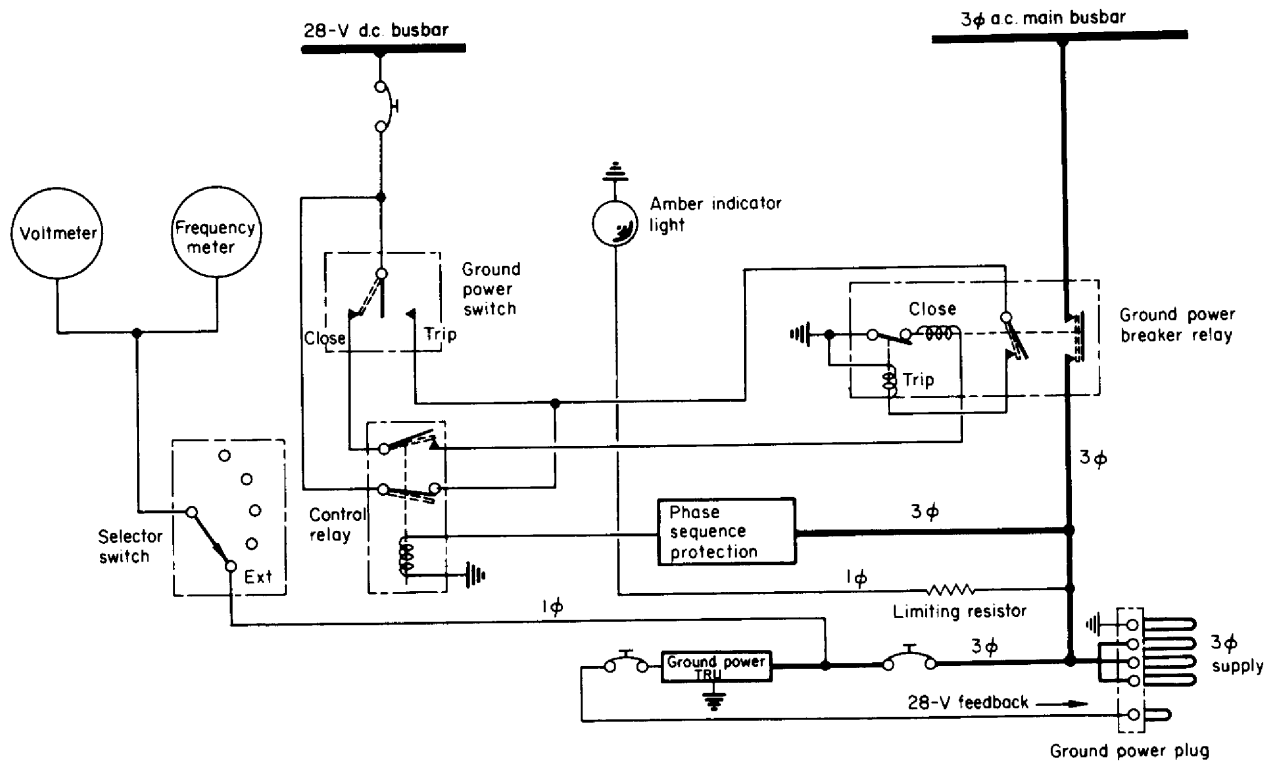 28-V d.c. busbar
3ϕ a.c. main busbar
Voltmeter
Frequency
meter
Ground
power
switch
Close
Trip
Amber indicator
light
Close
Trip
Ground power
breaker relay
3ϕ
Selector
switch
Ext
Control
relay
Phase
sequence
protection
3ϕ
1ϕ
Limiting resistor
1ϕ
Ground power
TRU
3ϕ
3ϕ
supply
28-V feedback
Ground power plug